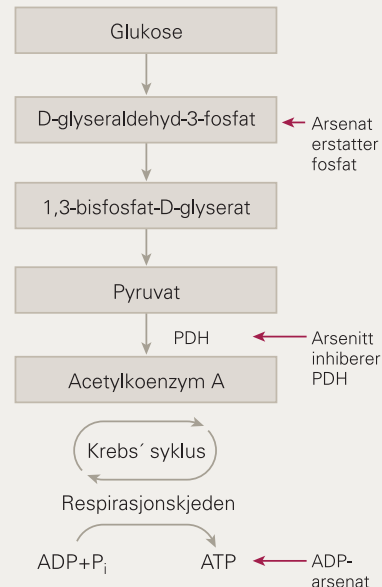 Glukose
D-glyseraldehyd-3-fosfat
Arsenat
erstatter
fosfat
1,3-bisfosfat-D-glyserat
Pyruvat
PDH
Arsenitt
inhiberer
PDH
Acetylkoenzym A
Krebs´ syklus
Respirasjonskjeden
ADP+Pi
ATP
ADP-
arsenat